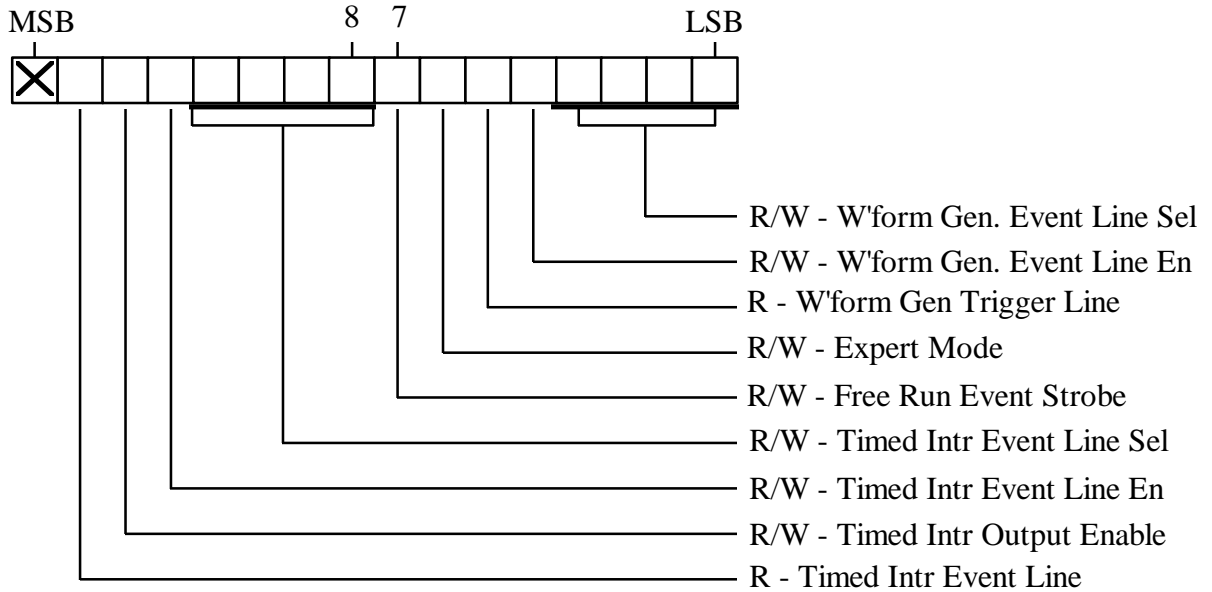 MSB 8 7 LSB
R/W - W'form Gen. Event Line Sel
R/W - W'form Gen. Event Line En
R - W'form Gen Trigger Line
R/W - Expert Mode
R/W - Free Run Event Strobe
R/W - Timed Intr Event Line Sel
R/W - Timed Intr Event Line En
R/W - Timed Intr Output Enable
R - Timed Intr Event Line